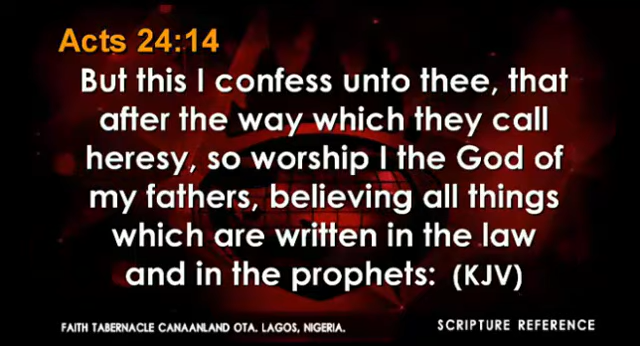 Acts 24:14
But this I confess unto thee, that
after the way which they call
heresy, so worship I the God of
my fathers, believing all things
which are written in the law
and in the prophets: (KJV)
FAITH TABERNACLE CANAANLAND OTA. LAGOS, NIGERIA.
SCRIPTURE REFERENCE